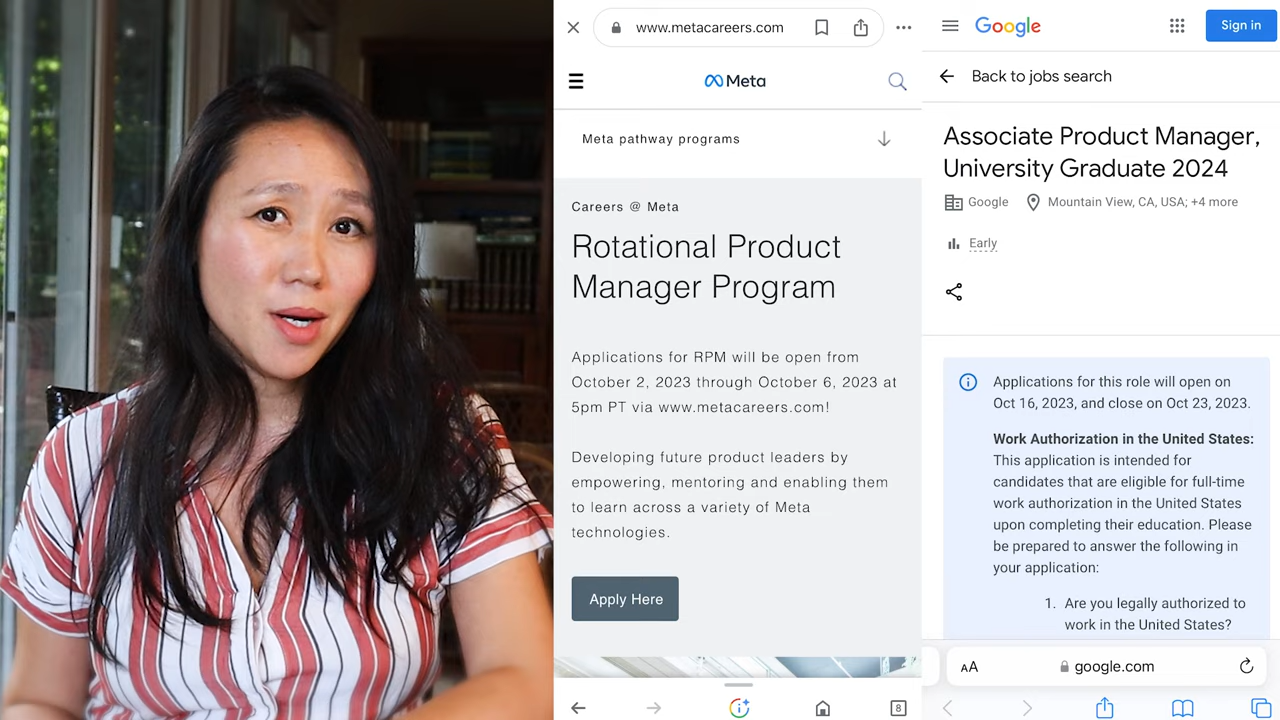 www.metacareers.com
Meta
Meta pathway programs
Careers @ Meta
Rotational Product
Manager Program
Applications for RPM will be open from
October 2, 2023 through October 6, 2023 at
5pm PT via www.metacareers.com!
Developing future product leaders by
empowering, mentoring and enabling them
to learn across a variety of Meta
technologies.
Apply Here
8
Google
Sign in
Back to jobs search
Associate Product Manager,
University Graduate 2024
Google
Mountain View, CA, USA; +4 more
Early
Applications for this role will open on
Oct 16, 2023, and close on Oct 23, 2023.
Work Authorization in the United States:
This application is intended for
candidates that are eligible for full-time
work authorization in the United States
upon completing their education. Please
be prepared to answer the following in
your application:
1. Are you legally authorized to
work in the United States?
AA
google.com